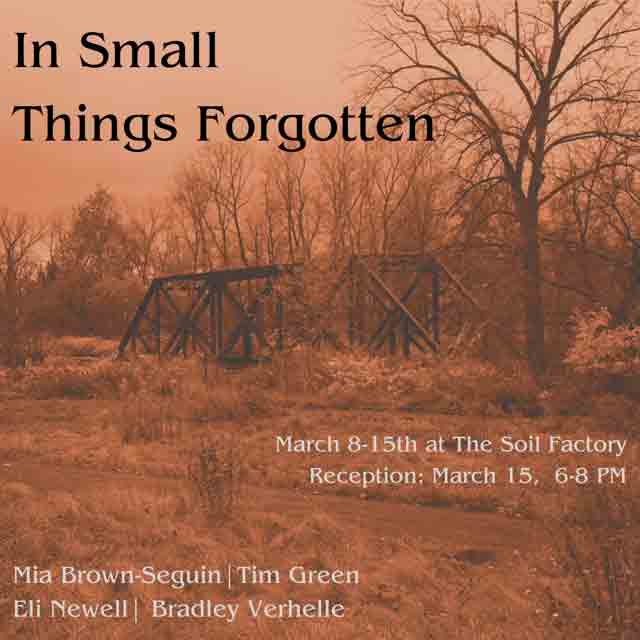 In Small
Things Forgotten
March 8-15th at The Soil Factory
Reception: March 15, 6-8 PM
Mia Brown-Seguin|Tim Green
Eli Newell| Bradley Verhelle